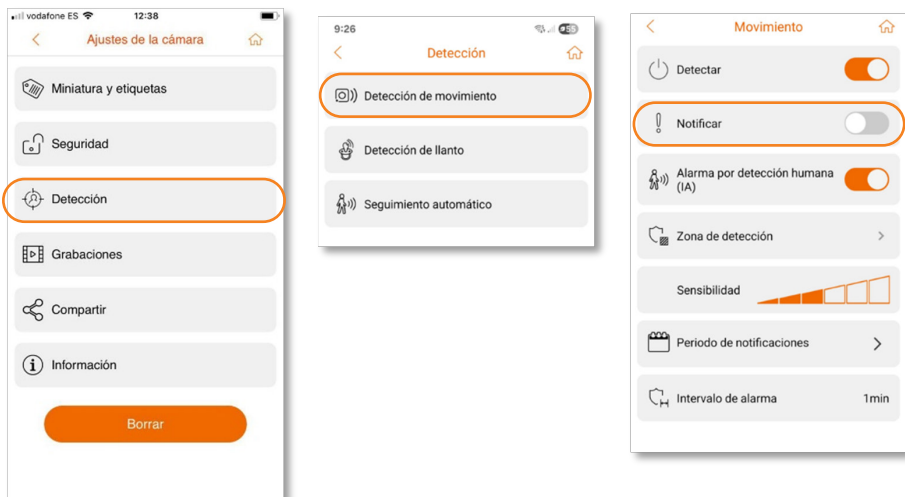 vodafone ES 12:38
Ajustes de la cámara
Miniatura y etiquetas
Seguridad
Detección
Grabaciones
Compartir
Información
Borrar
9:26 55
Detección
Detección de movimiento
Detección de llanto
Seguimiento automático
Movimiento
Detectar
Notificar
Alarma por detección humana
(IA)
Zona de detección
Sensibilidad
Periodo de notificaciones
Intervalo de alarma 1min